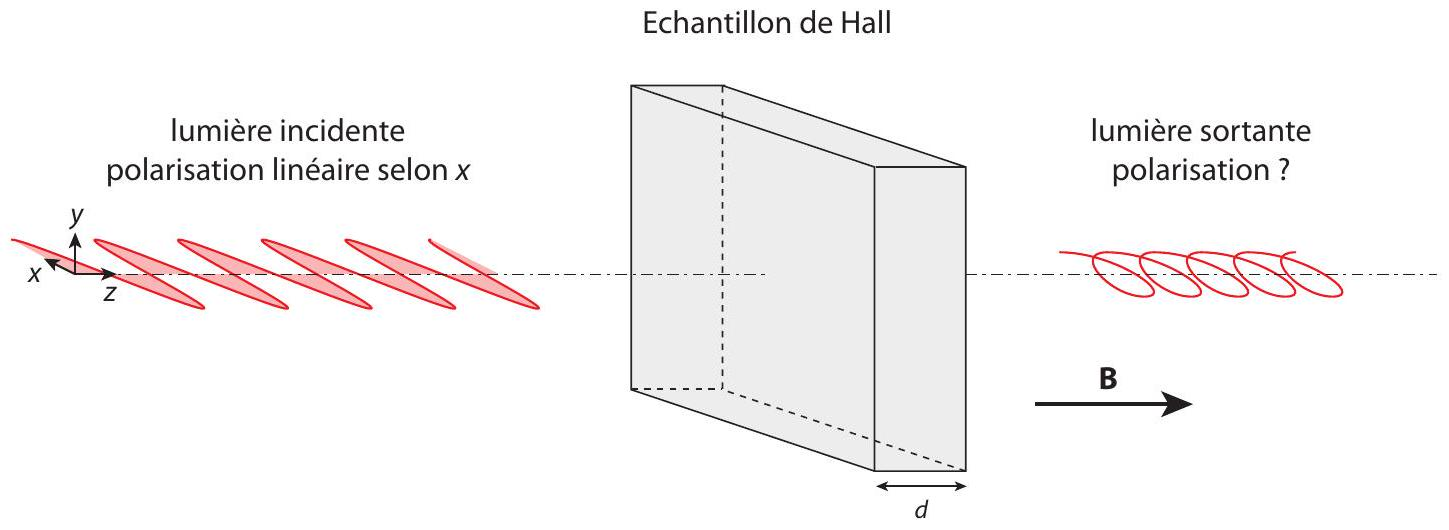 Echantillon de Hall
lumière incidente
polarisation linéaire selon x
lumière sortante
polarisation ?
y
x
z
B
d